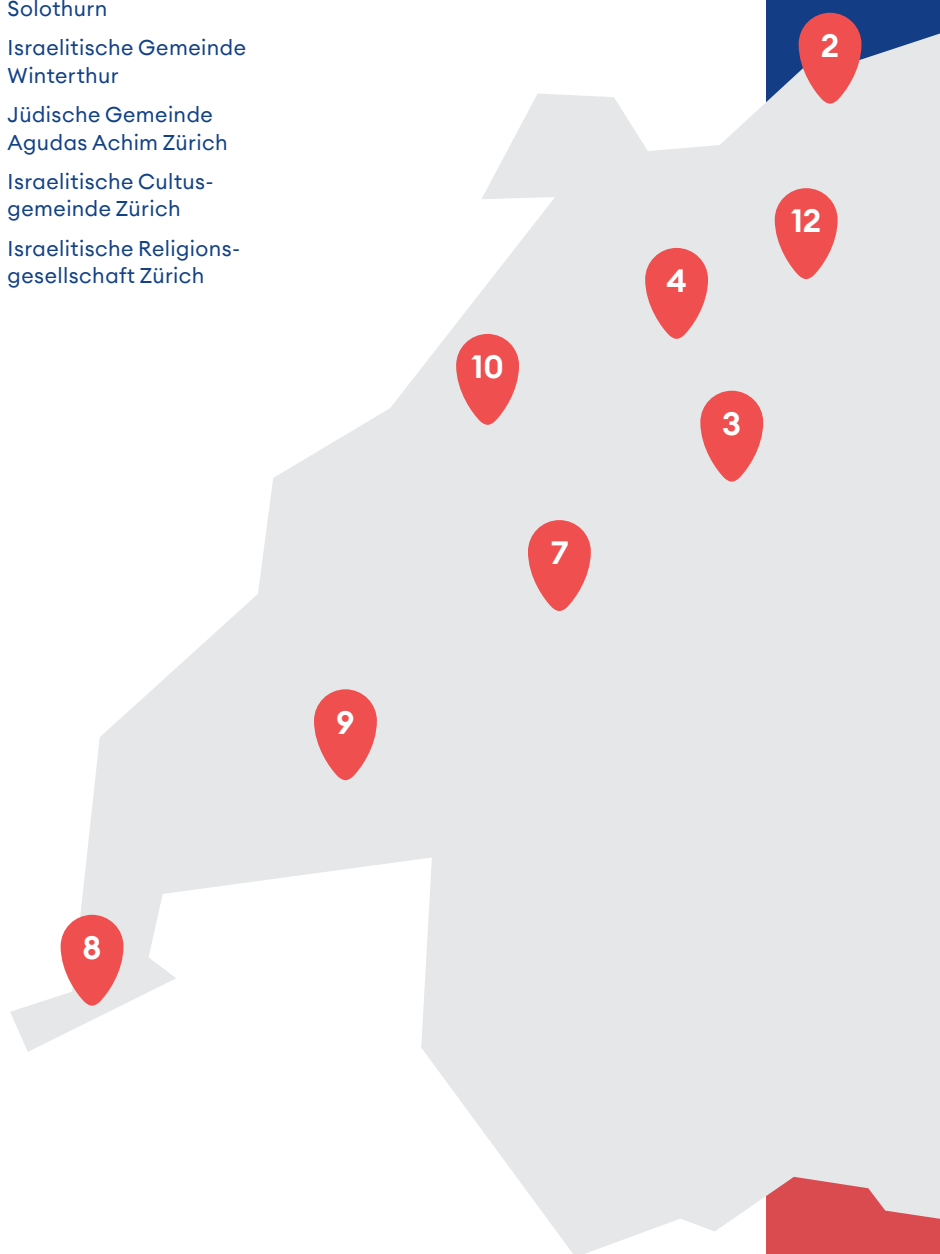 Solothurn
Israelitische Gemeinde
Winterthur
Jüdische Gemeinde
Agudas Achim Zürich
Israelitische Cultus-
gemeinde Zürich
Israelitische Religions-
gesellschaft Zürich
2
12
4
10
3
7
9
8